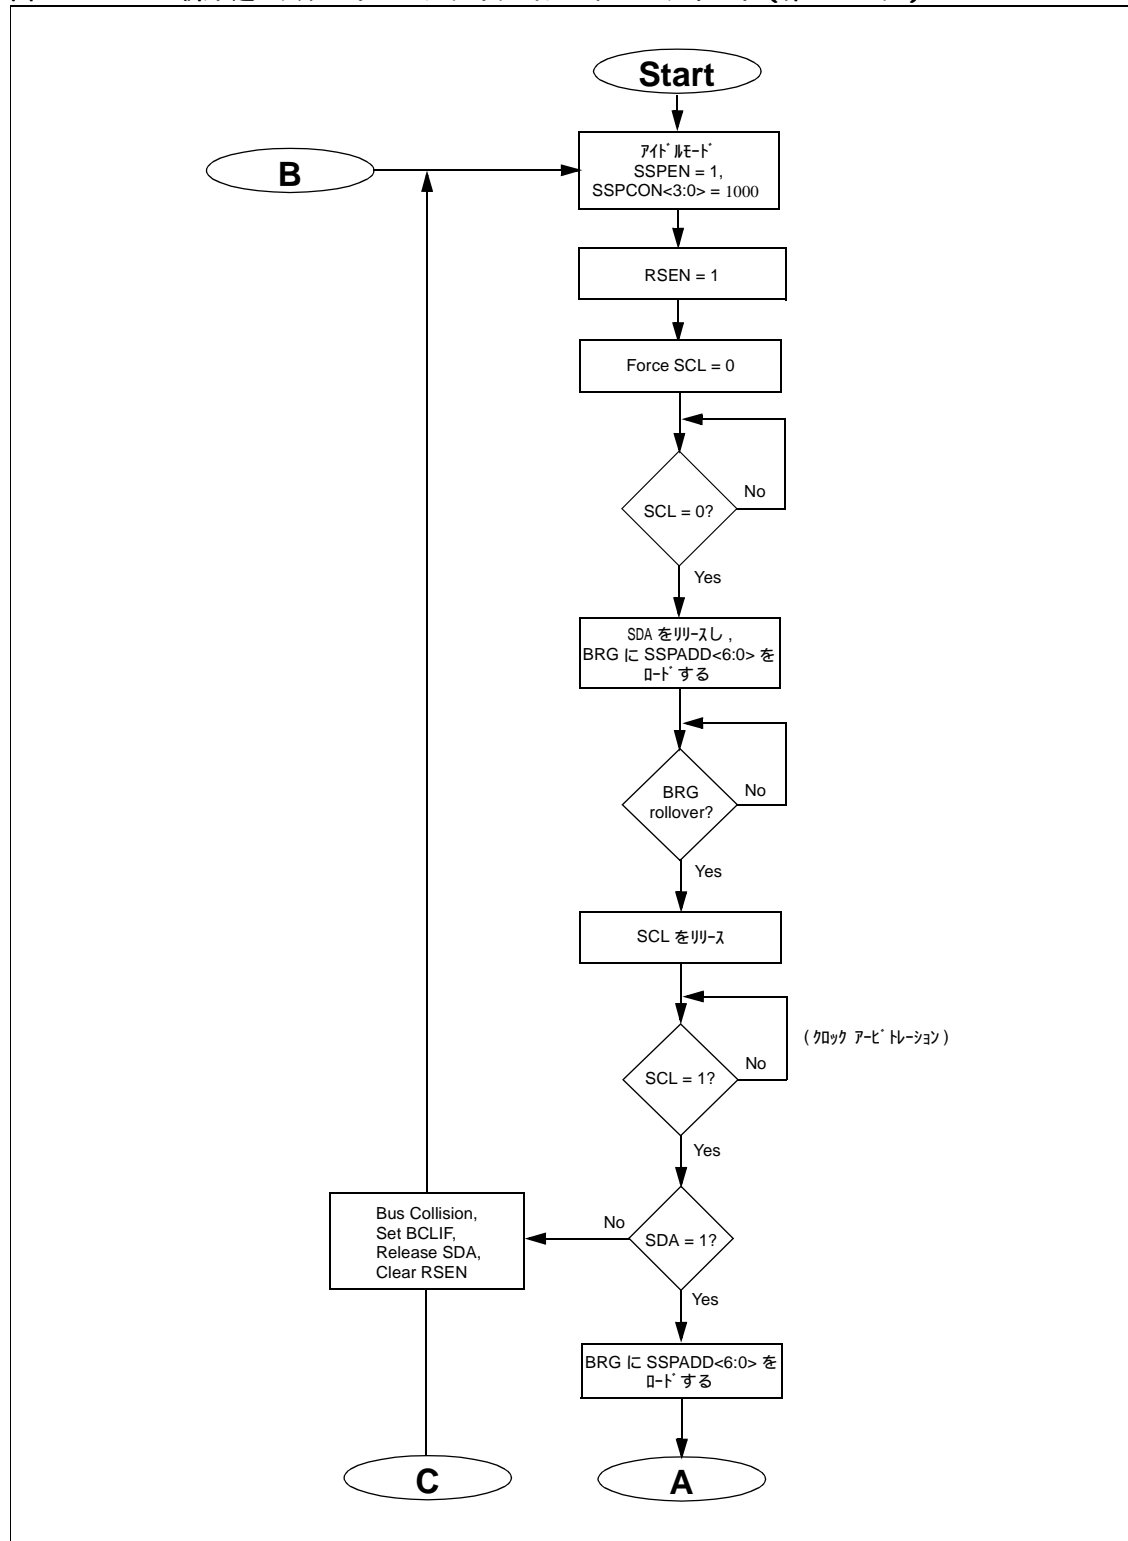 Start
B
アイドルモード
SSPEN = 1,
SSPCON<3:0> = 1000
RSEN = 1
Force SCL = 0
No
SCL = 0?
Yes
SDA をリリースし ,
BRG に SSPADD<6:0> を
ロードする
BRG
rollover?
No
Yes
SCL をリリース
( クロック アービトレーション )
No
SCL = 1?
Yes
Bus Collision,
Set BCLIF,
Release SDA,
Clear RSEN
No
SDA = 1?
Yes
BRG に SSPADD<6:0> を
ロードする
C
A